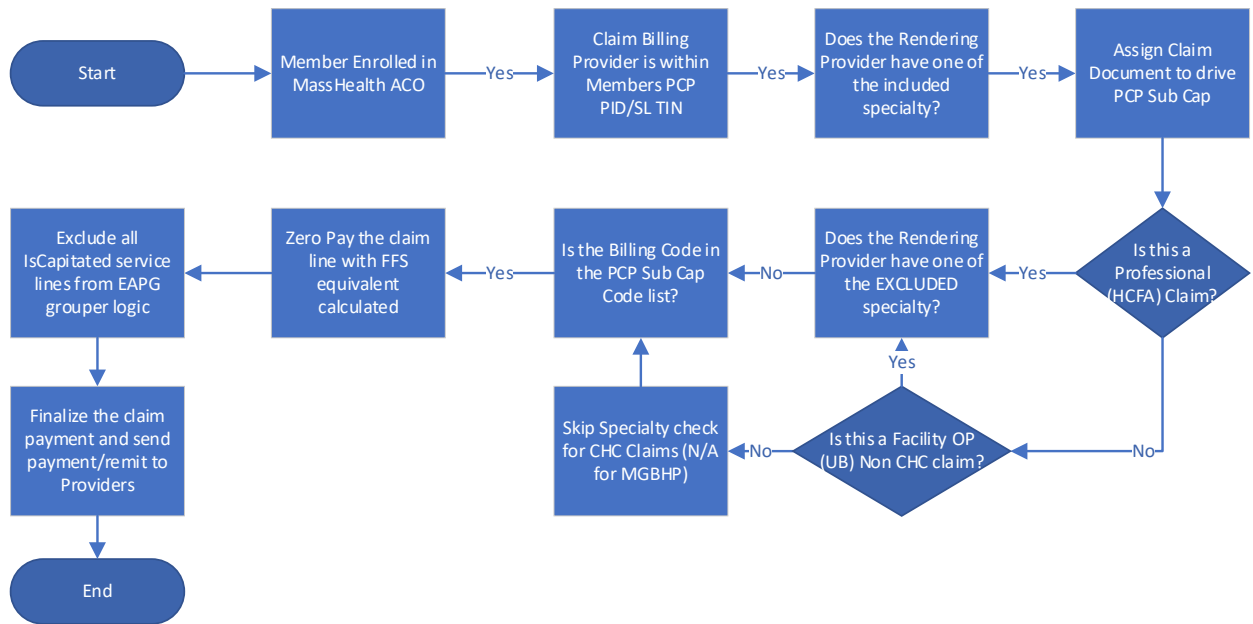 Start
Member Enrolled in
MassHealth ACO
Yes
Claim Billing
Provider is within
Members PCP
PID/SL TIN
Yes
Does the Rendering
Provider have one of
the included
specialty?
Yes
Assign Claim
Document to drive
PCP Sub Cap
Is this a
Professional
(HCFA) Claim?
Yes
Does the Rendering
Provider have one of
the EXCLUDED
specialty?
No
Is the Billing Code in
the PCP Sub Cap
Code list?
Yes
Zero Pay the claim
line with FFS
equivalent
calculated
Exclude all
IsCapitated service
lines from EAPG
grouper logic
No
Is this a Facility OP
(UB) Non CHC claim?
Yes
No
Skip Specialty check
for CHC Claims (N/A
for MGBHP)
Finalize the claim
payment and send
payment/remit to
Providers
End